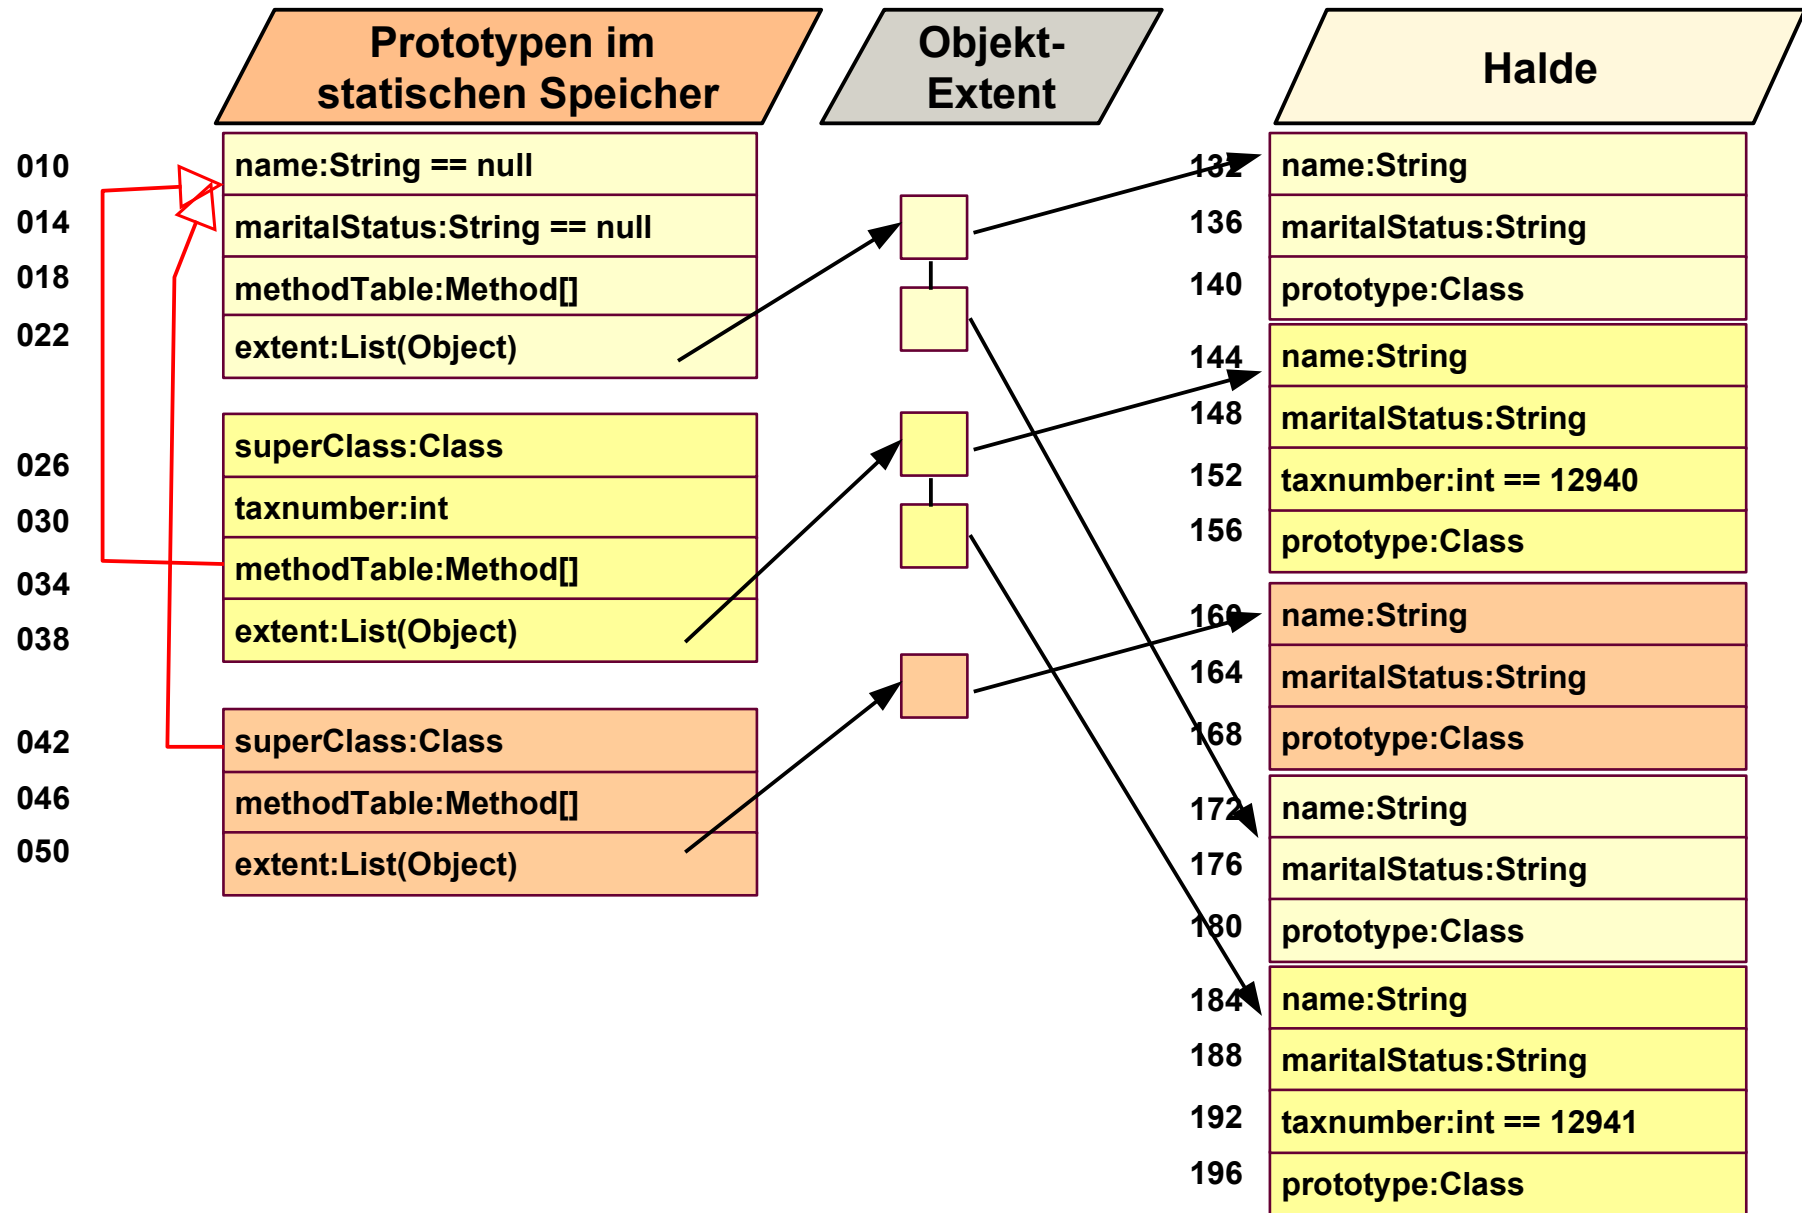 Prototypen im
statischen Speicher
Objekt-
Extent
Halde
010
name:String == null
014
maritalStatus:String == null
018
methodTable:Method[]
022
extent:List(Object)
026
superClass:Class
030
taxnumber:int
034
methodTable:Method[]
038
extent:List(Object)
042
superClass:Class
046
methodTable:Method[]
050
extent:List(Object)
132
name:String
136
maritalStatus:String
140
prototype:Class
144
name:String
148
maritalStatus:String
152
taxnumber:int == 12940
156
prototype:Class
160
name:String
164
maritalStatus:String
168
prototype:Class
172
name:String
176
maritalStatus:String
180
prototype:Class
184
name:String
188
maritalStatus:String
192
taxnumber:int == 12941
196
prototype:Class